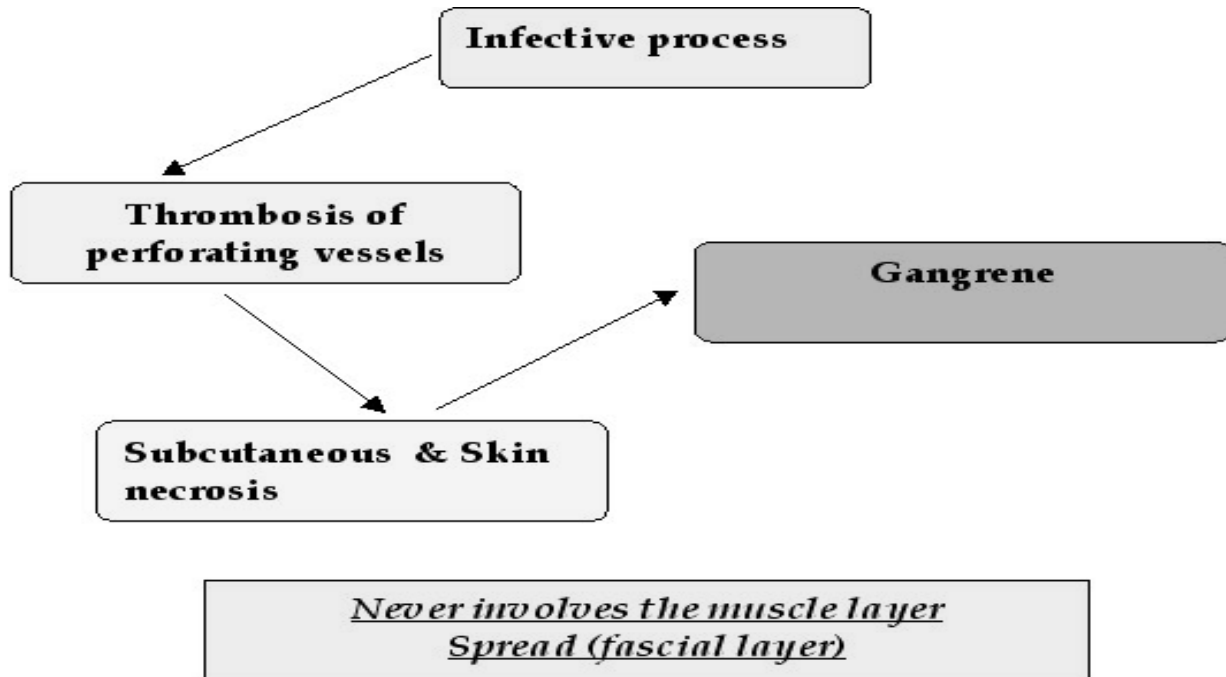 Infective process
Thrombosis of
perforating vessels
Gangrene
Subcutaneous & Skin
necrosis
Never involves the muscle layer
Spread (fascial layer)